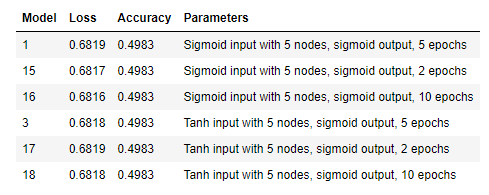 Model Loss Accuracy Parameters
1 0.6819 0.4983 Sigmoid input with 5 nodes, sigmoid output, 5 epochs
15 0.6817 0.4983 Sigmoid input with 5 nodes, sigmoid output, 2 epochs
16 0.6816 0.4983 Sigmoid input with 5 nodes, sigmoid output, 10 epochs
3 0.6818 0.4983 Tanh input with 5 nodes, sigmoid output, 5 epochs
17 0.6819 0.4983 Tanh input with 5 nodes, sigmoid output, 2 epochs
18 0.6818 0.4983 Tanh input with 5 nodes, sigmoid output, 10 epochs